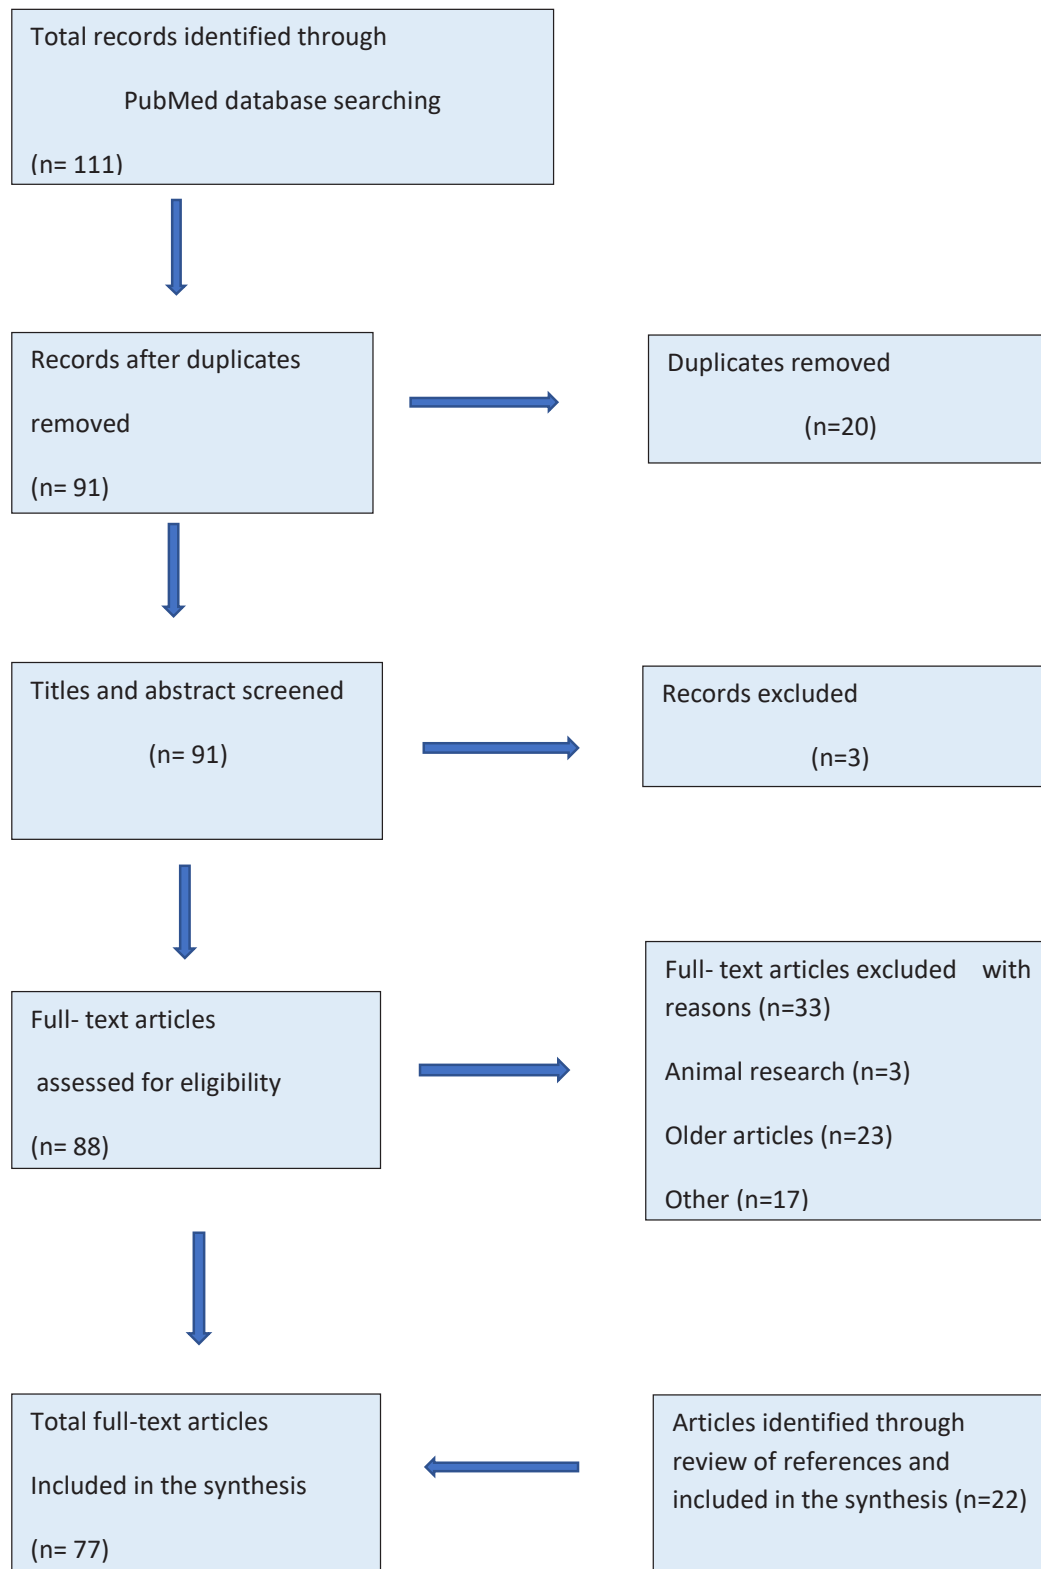 Total records identified through
PubMed database searching
(n= 111)
Records after duplicates
removed
(n= 91)
Duplicates removed
(n=20)
Titles and abstract screened
(n= 91)
Records excluded
(n=3)
Full- text articles
assessed for eligibility
(n= 88)
Full- text articles excluded with
reasons (n=33)
Animal research (n=3)
Older articles (n=23)
Other (n=17)
Total full-text articles
Included in the synthesis
(n= 77)
Articles identified through
review of references and
included in the synthesis (n=22)